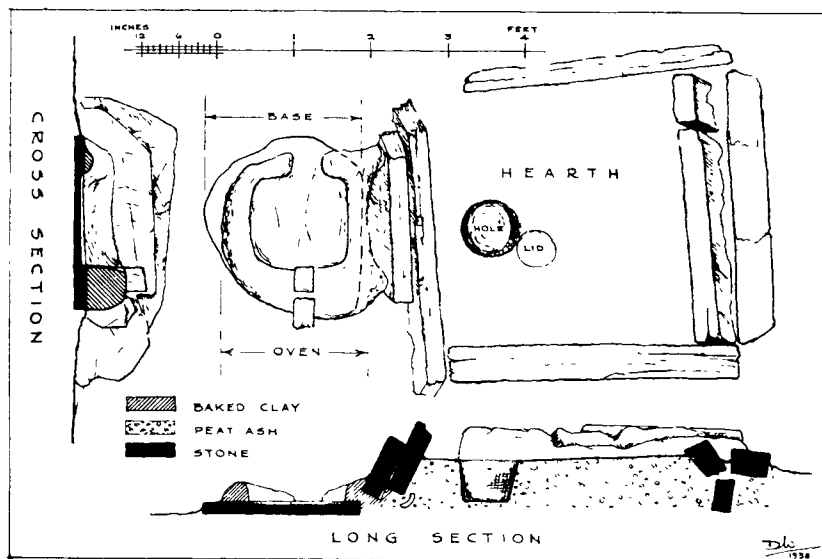 INCHES
FEET
12 6 0 1 2 3 4
BASE
CROSS SECTION
HEARTH
HOLE
LID
OVEN
BAKED CLAY
PEAT ASH
STONE
LONG SECTION
1938